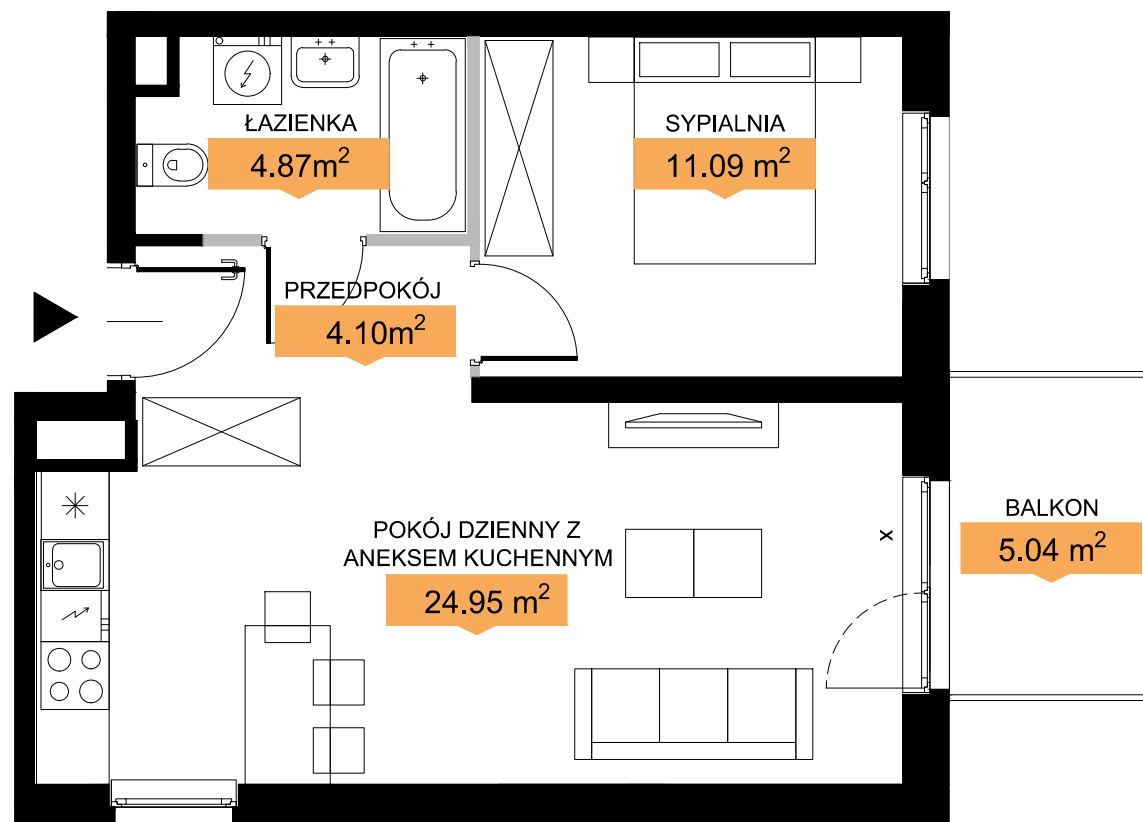 ŁAZIENKA
4.87m²
SYPIALNIA
11.09 m²
PRZEDPOKÓJ
4.10m²
POKÓJ DZIENNY Z
ANEKSEM KUCHENNYM
24.95 m²
x
BALKON
5.04 m²